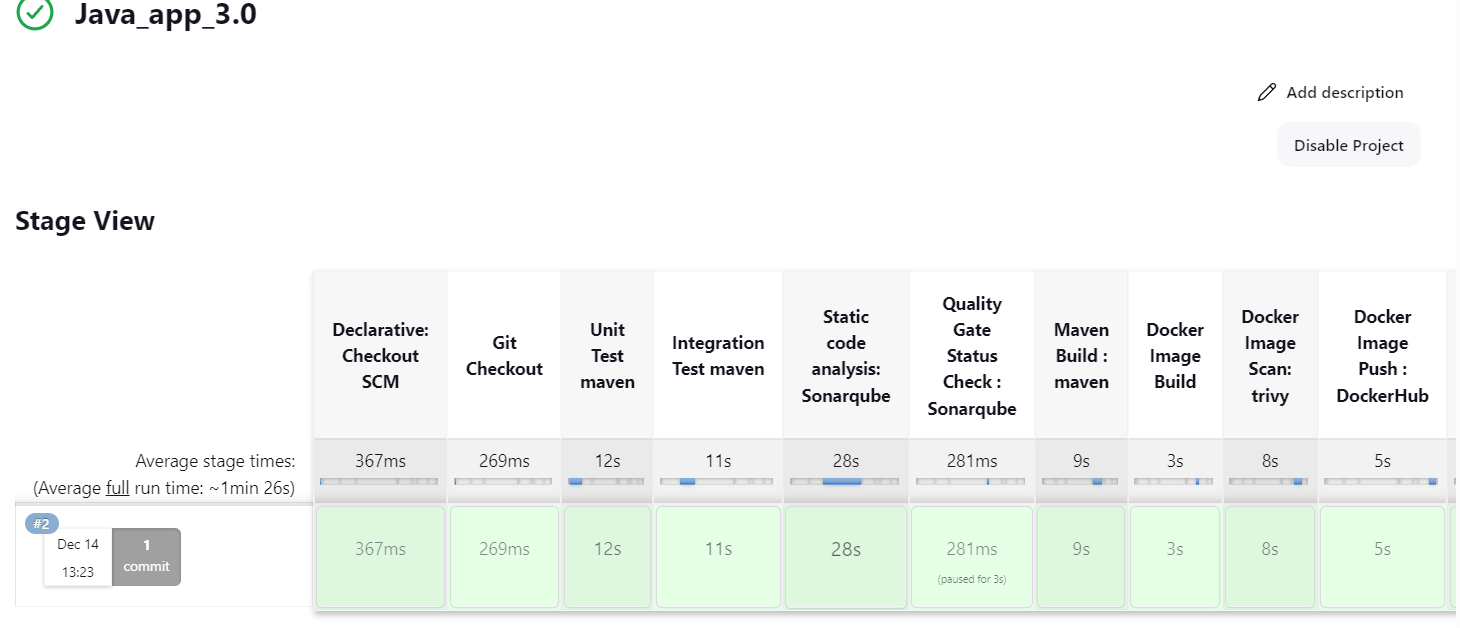 Java_app_3.0
Add description
Disable Project
Stage View
Declarative:
Checkout
SCM
Git
Checkout
Unit
Test
maven
Integration
Test maven
Static
code
analysis:
Sonarqube
Quality
Gate
Status
Check :
Sonarqube
Maven
Build :
maven
Docker
Image
Build
Docker
Image
Scan:
trivy
Docker
Image
Push :
DockerHub
Average stage times:
(Average full run time: ~1min 26s)
367ms
269ms
12s
11s
28s
281ms
9s
3s
8s
5s
#2
Dec 14
13:23
1
commit
367ms
269ms
12s
11s
28s
281ms
(paused for 3s)
9s
3s
8s
5s